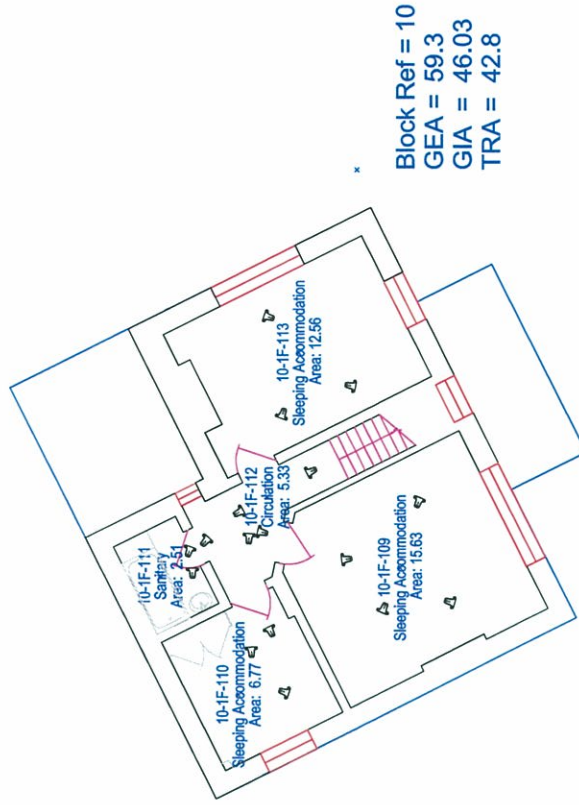 10-1F-111
Sanitary
Area: 2.51
10-1F-110
Sleeping Accommodation
Area: 6.77
10-1F-112
Circulation
Area: 5.33
10-1F-113
Sleeping Accommodation
Area: 12.56
10-1F-109
Sleeping Accommodation
Area: 15.63
Block Ref = 10
GEA = 59.3
GIA = 46.03
TRA = 42.8